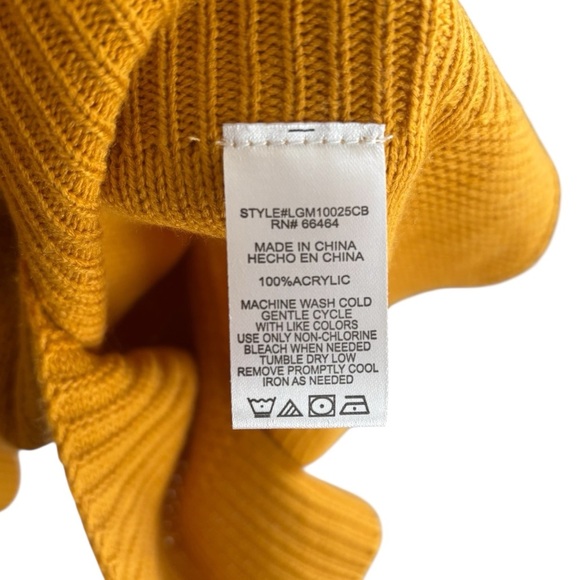 STYLE#LGM10025CB
RN# 66464
MADE IN CHINA
HECHO EN CHINA
100%ACRYLIC
MACHINE WASH COLD
GENTLE CYCLE
WITH LIKE COLORS
USE ONLY NON-CHLORINE
BLEACH WHEN NEEDED
TUMBLE DRY LOW
REMOVE PROMPTLY COOL
IRON AS NEEDED